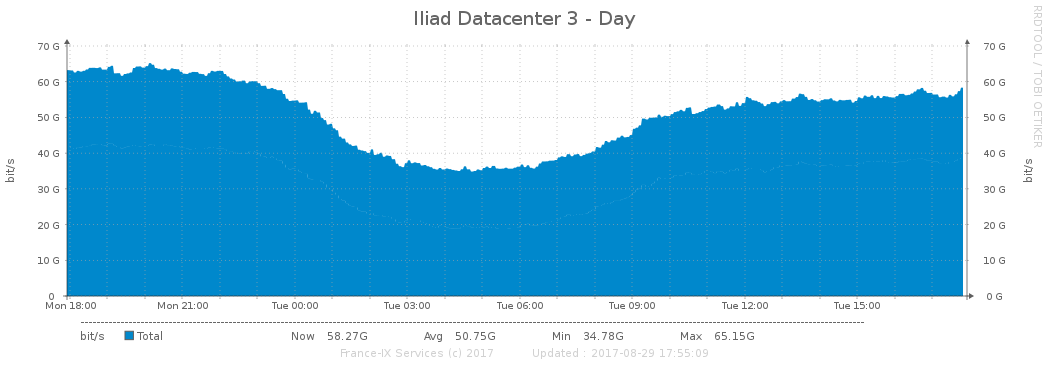 Iliad Datacenter 3 - Day
RRDTOOL / TOBI OETIKER
70 G 70 G
60 G 60 G
50 G 50 G
40 G 40 G
30 G 30 G
20 G 20 G
10 G 10 G
0 0 G
bit/s bit/s
Mon 18:00 Mon 21:00 Tue 00:00 Tue 03:00 Tue 06:00 Tue 09:00 Tue 12:00 Tue 15:00
bit/s Total Now 58.27G Avg 50.75G Min 34.78G Max 65.15G
France-IX Services (c) 2017 Updated : 2017-08-29 17:55:09